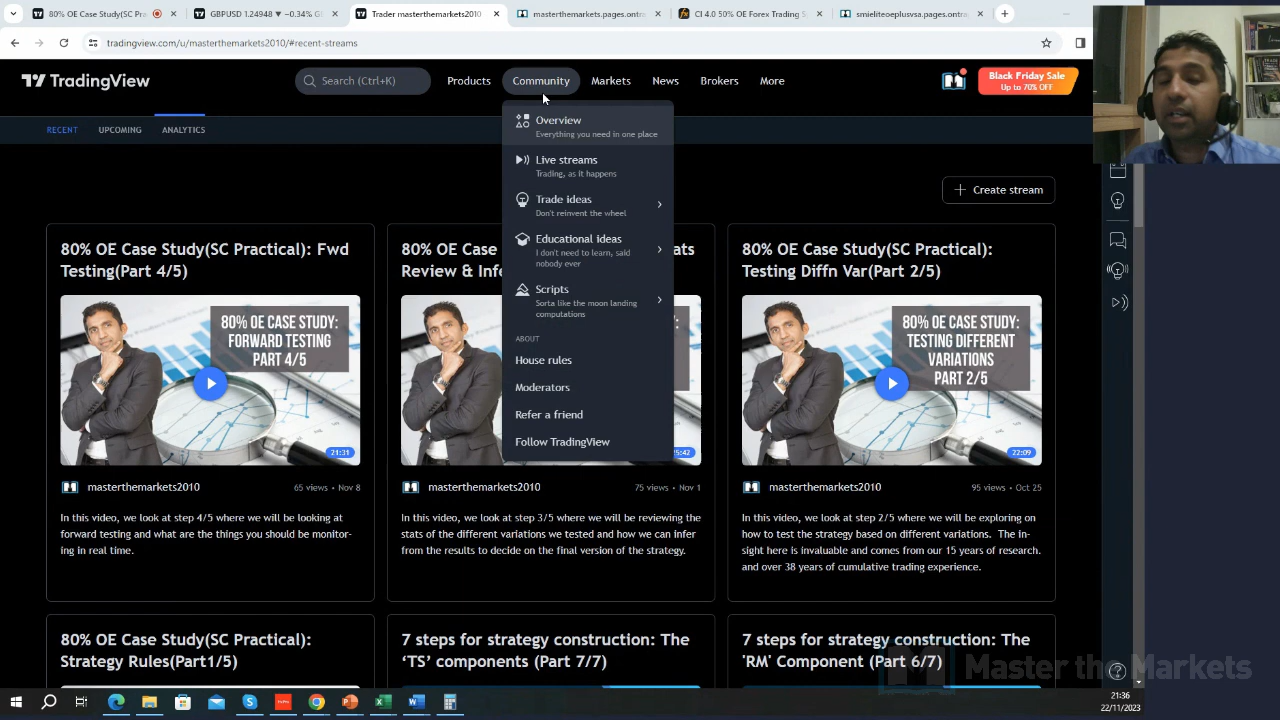 80% OE Case Study(SC P
GBPUSD 1.24948 ▼ −0.34% G
Trader masterthemarkets2010
masterthemarkets.pages.ontr
CI 4.0 50% OE Forex Trading S
smieliteoeplusvsa.pages.ontrap
tradingview.com/u/masterthemarkets2010/#recent-streams
TradingView
Search (Ctrl+K)
Products
Community
Markets
News
Brokers
More
Black Friday Sale
Up to 70% OFF
RECENT
UPCOMING
ANALYTICS
Overview
Everything you need in one place
Live streams
Trading, as it happens
Trade ideas
Don't reinvent the wheel
Educational ideas
I don't need to learn, said
nobody ever
Scripts
Sorta like the moon landing
computations
ABOUT
House rules
Moderators
Refer a friend
Follow TradingView
Create stream
80% OE Case Study(SC Practical): Fwd
Testing(Part 4/5)
80% OE CASE STUDY:
FORWARD TESTING
PART 4/5
21:31
masterthemarkets2010
65 views • Nov 8
In this video, we look at step 4/5 where we will be looking at
forward testing and what are the things you should be monitor-
ing in real time.
80% OE Cas
ats
Review & Infe
masterthemarkets2010
75 views • Nov 1
In this video, we look at step 3/5 where we will be reviewing the
stats of the different variations we tested and how we can infer
from the results to decide on the final version of the strategy.
80% OE Case Study(SC Practical):
Testing Diffn Var(Part 2/5)
80% OE CASE STUDY:
TESTING DIFFERENT
VARIATIONS
PART 2/5
22:09
masterthemarkets2010
95 views • Oct 25
In this video, we look at step 2/5 where we will be exploring on
how to test the strategy based on different variations. The in-
sight here is invaluable and comes from our 15 years of research.
and over 38 years of cumulative trading experience.
80% OE Case Study(SC Practical):
Strategy Rules(Part1/5)
7 steps for strategy construction: The
‘TS’ components (Part 7/7)
7 steps for strategy construction: The
'RM' Component (Part 6/7)
Master the Markets
21:36
22/11/2023